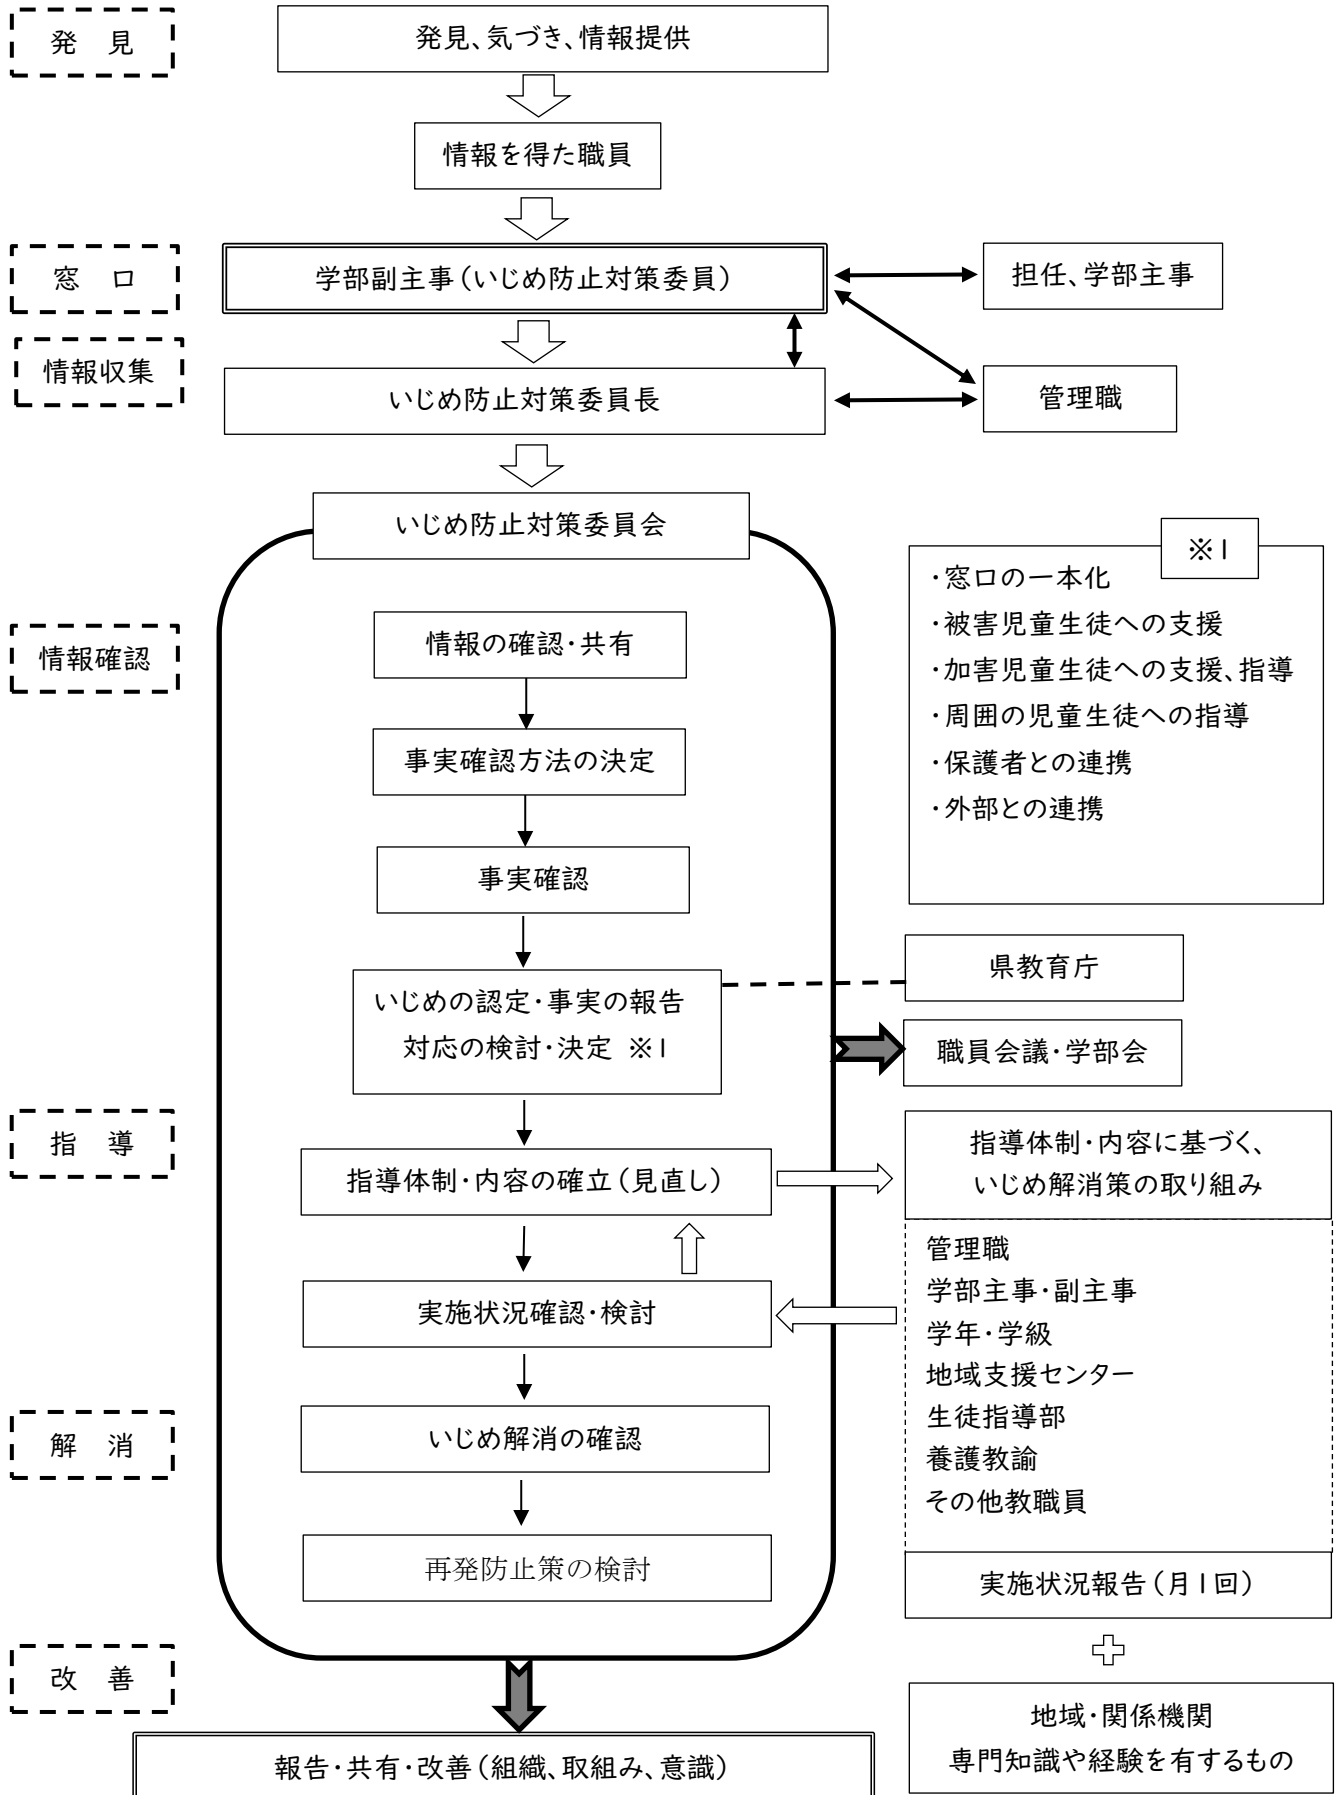 発　見
発見、気づき、情報提供
情報を得た職員
窓　口
学部副主事（いじめ防止対策委員）
担任、学部主事
情報収集
いじめ防止対策委員長
管理職
いじめ防止対策委員会
※1
・窓口の一本化
・被害児童生徒への支援
・加害児童生徒への支援、指導
・周囲の児童生徒への指導
・保護者との連携
・外部との連携
情報確認
情報の確認・共有
事実確認方法の決定
事実確認
いじめの認定・事実の報告
対応の検討・決定 ※1
県教育庁
職員会議・学部会
指　導
指導体制・内容の確立（見直し）
指導体制・内容に基づく、
いじめ解消策の取り組み
管理職
学部主事・副主事
学年・学級
地域支援センター
生徒指導部
養護教諭
その他教職員
実施状況確認・検討
解　消
いじめ解消の確認
再発防止策の検討
実施状況報告（月1回）
改　善
地域・関係機関
専門知識や経験を有するもの
報告・共有・改善（組織、取組み、意識）